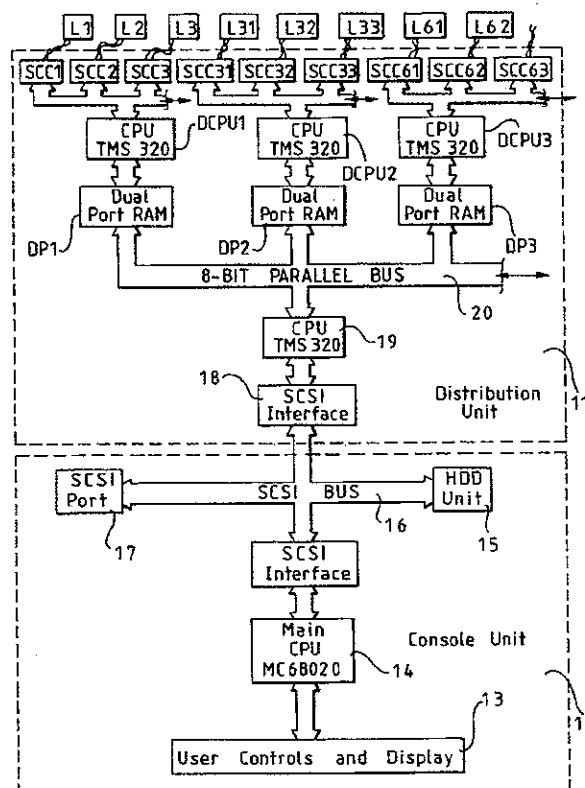 L1 L2 L3 L31 L32 L33 L61 L62
SCC1 SCC2 SCC3 SCC31 SCC32 SCC33 SCC61 SCC62 SCC63
CPU
TMS 320
DCPU1
CPU
TMS 320
DCPU2
CPU
TMS 320
DCPU3
Dual
Port RAM
DP1
Dual
Port RAM
DP2
Dual
Port RAM
DP3
8-BIT PARALLEL BUS
20
CPU
TMS 320
19
18
SCSI
Interface
Distribution
Unit
SCSI
Port
17
SCSI BUS
16
HDD
Unit
15
SCSI
Interface
Main
CPU
MC68020
14
Console Unit
13
User Controls and Display